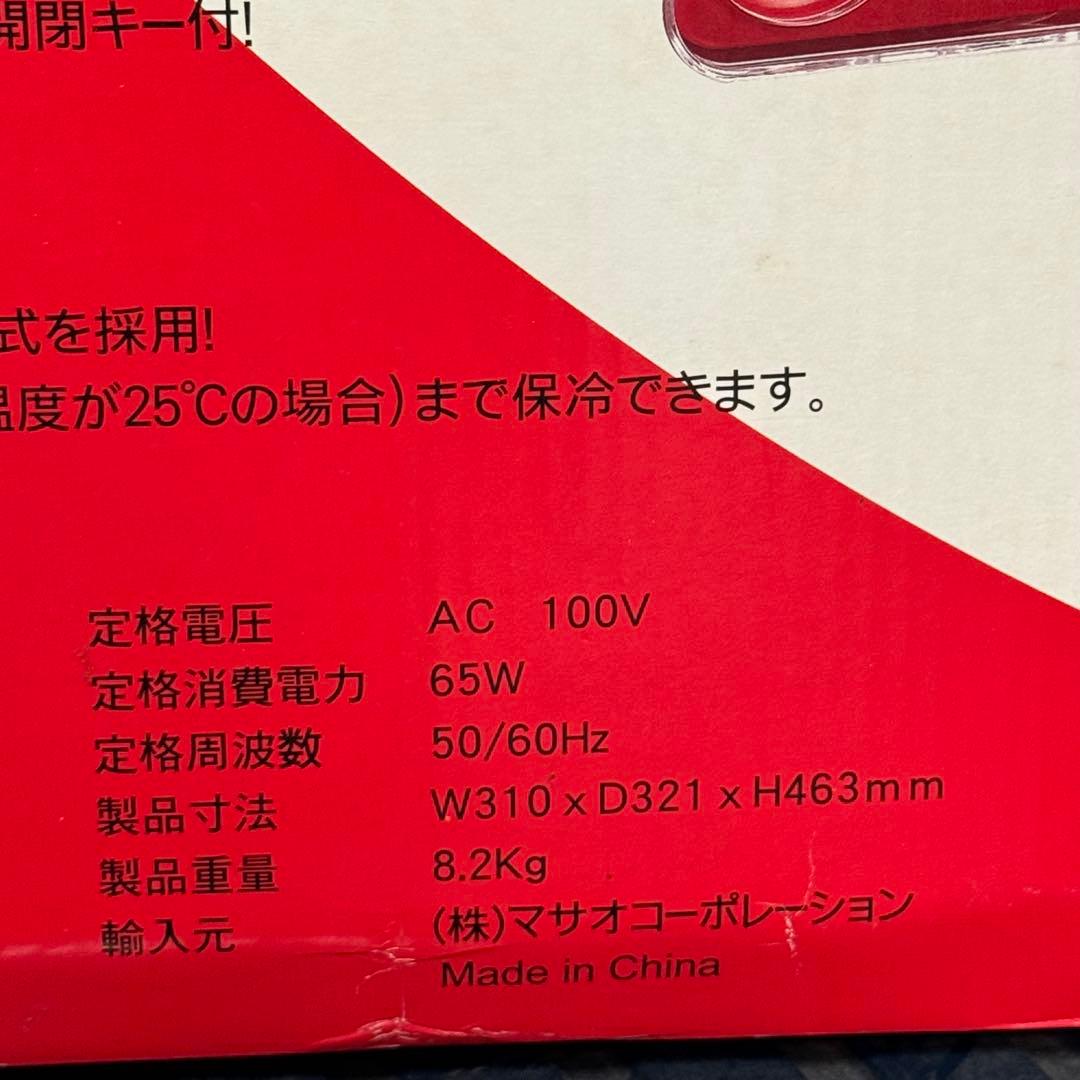 開閉キー付!
式を採用!
温度が25℃の場合)まで保冷できます。
定格電圧 AC 100V
定格消費電力 65W
定格周波数 50/60Hz
製品寸法 W310xD321xH463mm
製品重量 8.2Kg
輸入元 (株)マサオコーポレーション
Made in China